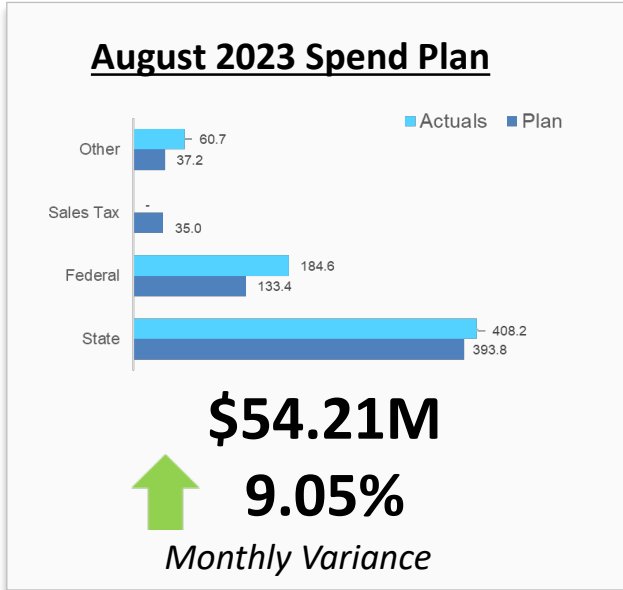 August 2023 Spend Plan
Actuals Plan
Other 60.7
37.2
Sales Tax -
35.0
Federal 184.6
133.4
State 408.2
393.8
$54.21M
9.05%
Monthly Variance